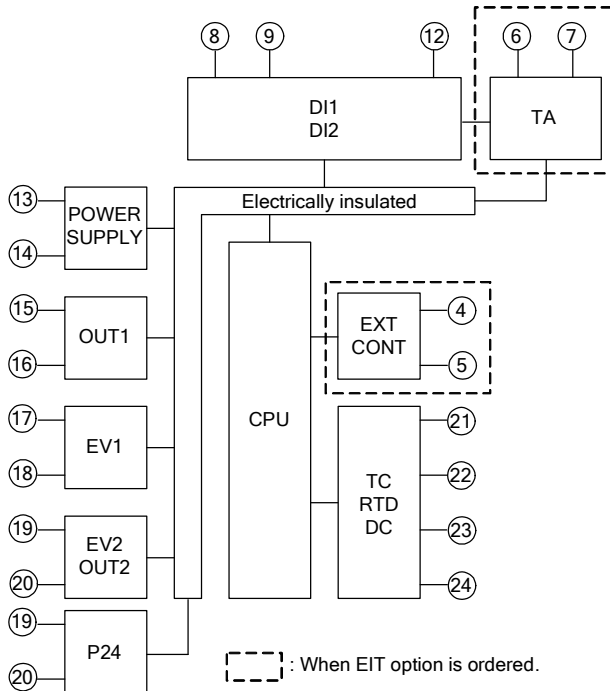 8 9 12 6 7
DI1
DI2
TA
Electrically insulated
13
14
POWER
SUPPLY
15
16
OUT1
17
18
EV1
19
20
EV2
OUT2
19
20
P24
CPU
EXT
CONT
4
5
TC
RTD
DC
21
22
23
24
: When EIT option is ordered.